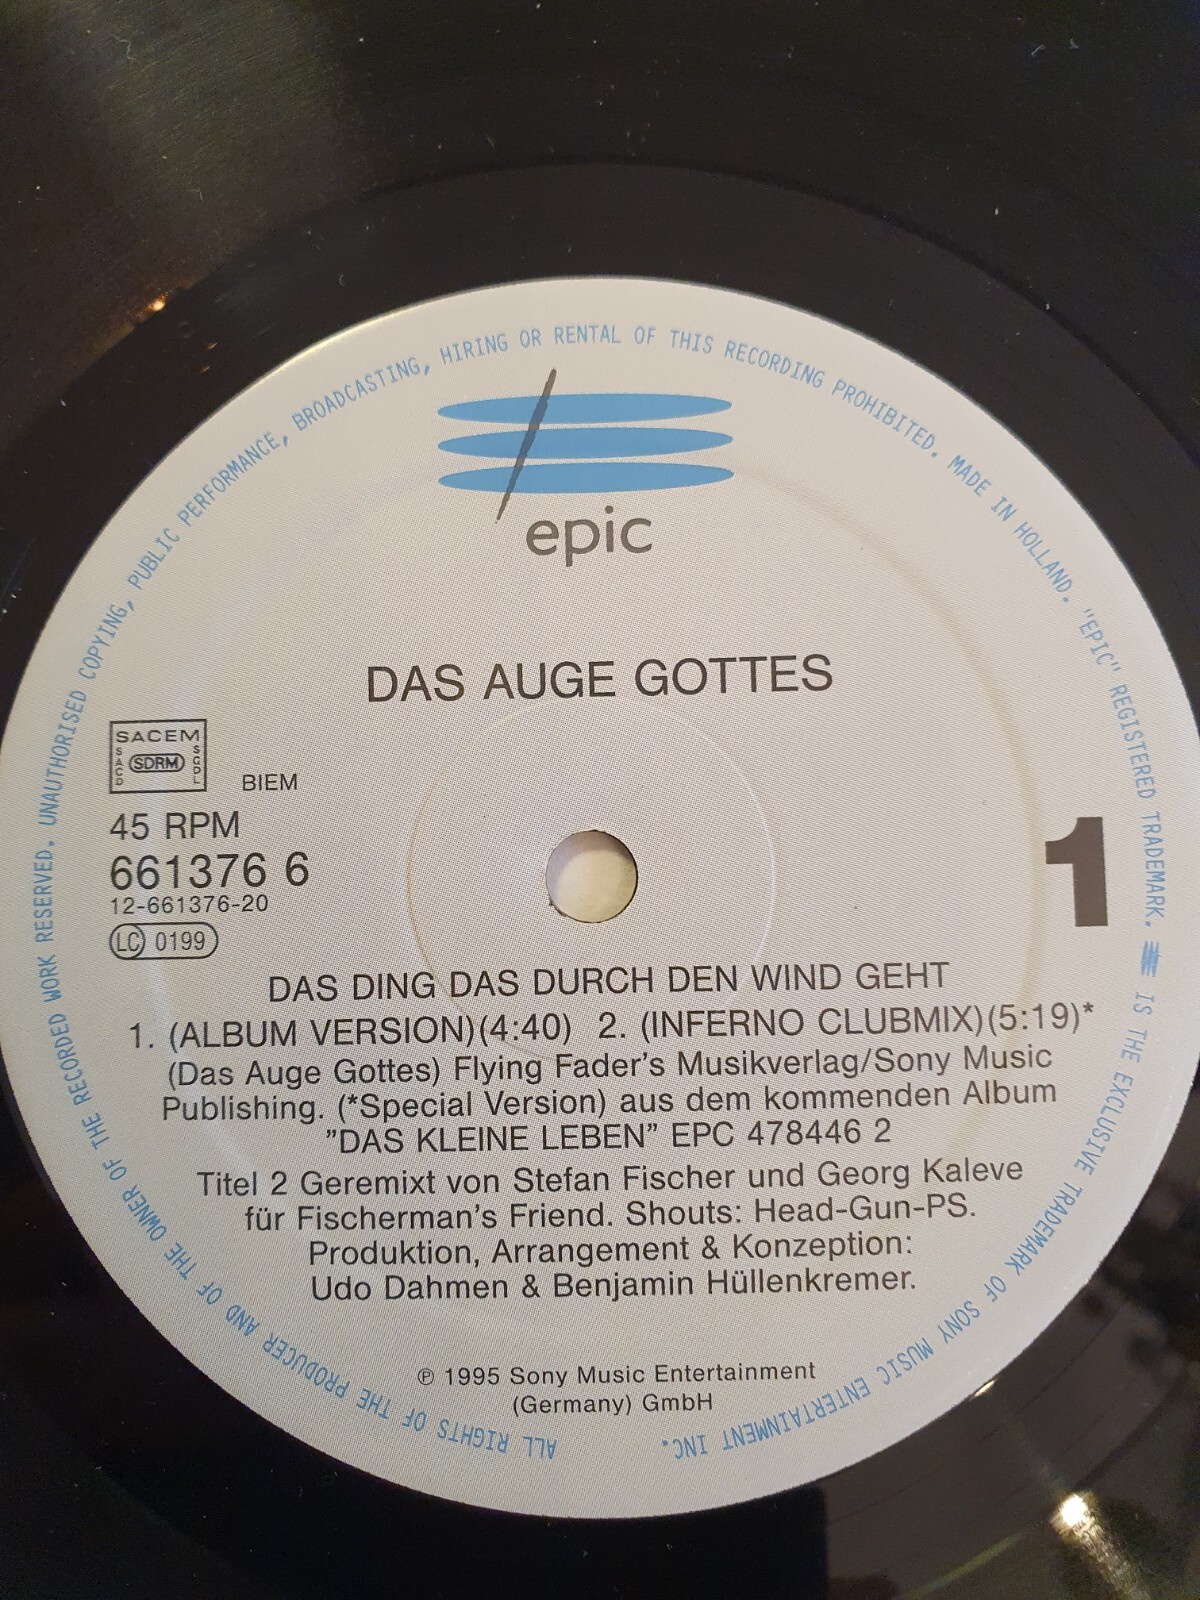 ALL RIGHTS OF THE PRODUCER AND OF THE OWNER OF THE RECORDED WORK RESERVED. UNAUTHORISED COPYING, PUBLIC PERFORMANCE, BROADCASTING, HIRING OR RENTAL OF THIS RECORDING PROHIBITED. MADE IN HOLLAND. "EPIC" REGISTERED TRADEMARK. IS THE EXCLUSIVE TRADEMARK OF SONY MUSIC ENTERTAINMENT INC.
epic
DAS AUGE GOTTES
SACEM
SACD SDRM SGDL
BIEM
45 RPM
661376 6
12-661376-20
LC 0199
1
DAS DING DAS DURCH DEN WIND GEHT
1. (ALBUM VERSION)(4:40) 2. (INFERNO CLUBMIX)(5:19)*
(Das Auge Gottes) Flying Fader's Musikverlag/Sony Music
Publishing. (*Special Version) aus dem kommenden Album
"DAS KLEINE LEBEN" EPC 478446 2
Titel 2 Geremixt von Stefan Fischer und Georg Kaleve
für Fischerman's Friend. Shouts: Head-Gun-PS.
Produktion, Arrangement & Konzeption:
Udo Dahmen & Benjamin Hüllenkremer.
℗ 1995 Sony Music Entertainment
(Germany) GmbH